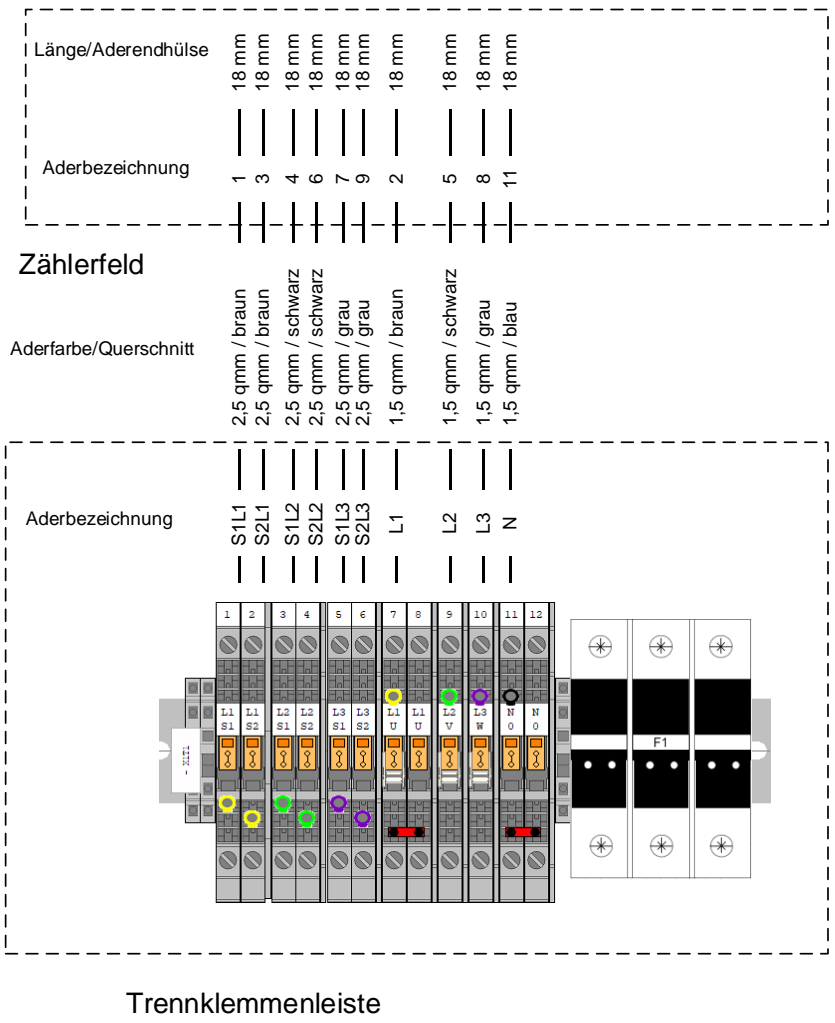 Länge/Aderendhülse
18 mm 18 mm 18 mm 18 mm 18 mm 18 mm 18 mm 18 mm 18 mm 18 mm
Aderbezeichnung
1 3 4 6 7 9 2 5 8 11
Zählerfeld
Aderfarbe/Querschnitt
2,5 qmm / braun
2,5 qmm / braun
2,5 qmm / schwarz
2,5 qmm / schwarz
2,5 qmm / grau
2,5 qmm / grau
1,5 qmm / braun
1,5 qmm / schwarz
1,5 qmm / grau
1,5 qmm / blau
Aderbezeichnung
S1L1 S2L1 S1L2 S2L2 S1L3 S2L3 L1 L2 L3 N
1 2 3 4 5 6 7 8 9 10 11 12
L1 L1 L2 L2 L3 L3 L1 L1 L2 L3 N N
S1 S2 S1 S2 S1 S2 U U V W 0 0
- X1T1
F1
Trennklemmenleiste